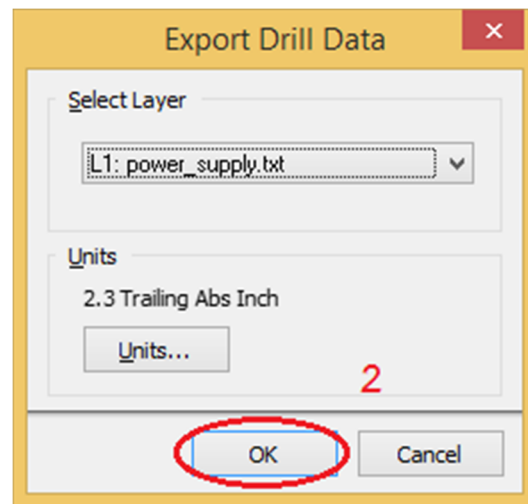 Export Drill Data
Select Layer
L1: power_supply.txt
Units
2.3 Trailing Abs Inch
Units...
2
OK Cancel